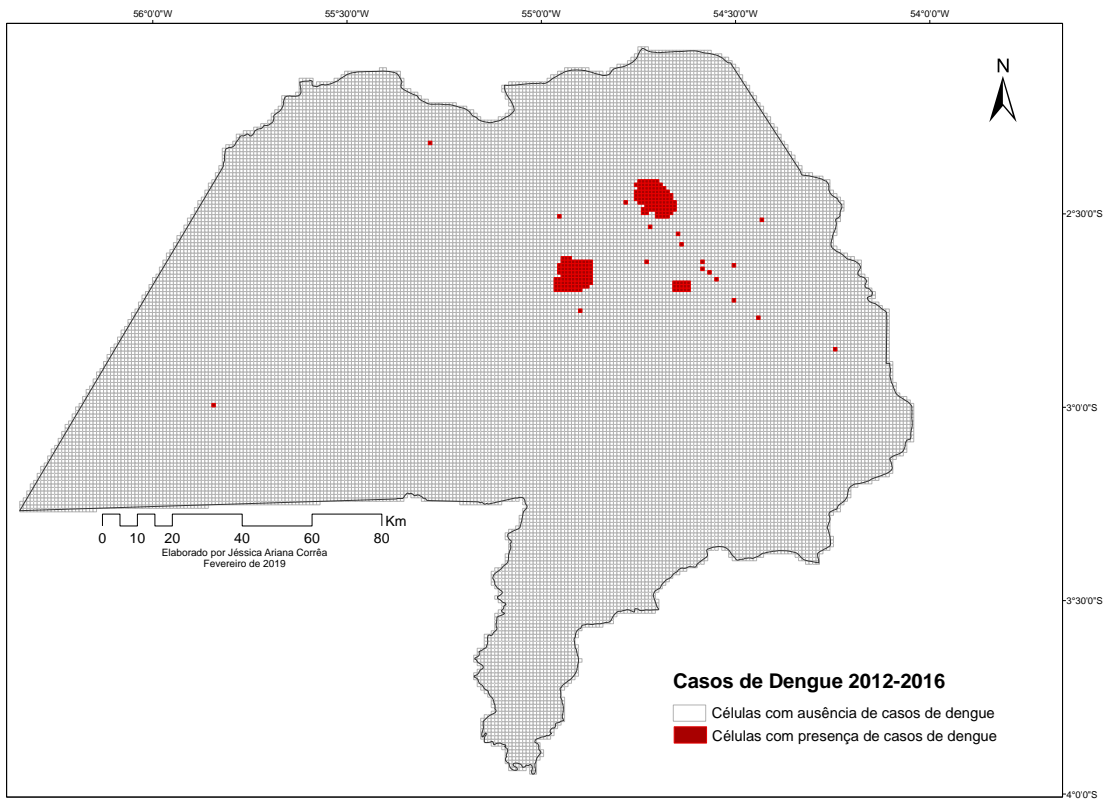 56°0'0"W 55°30'0"W 55°0'0"W 54°30'0"W 54°0'0"W
N
2°30'0"S
3°0'0"S
Km
0 10 20 40 60 80
Elaborado por Jéssica Ariana Corrêa
Fevereiro de 2019
3°30'0"S
Casos de Dengue 2012-2016
Células com ausência de casos de dengue
Células com presença de casos de dengue
4°0'0"S